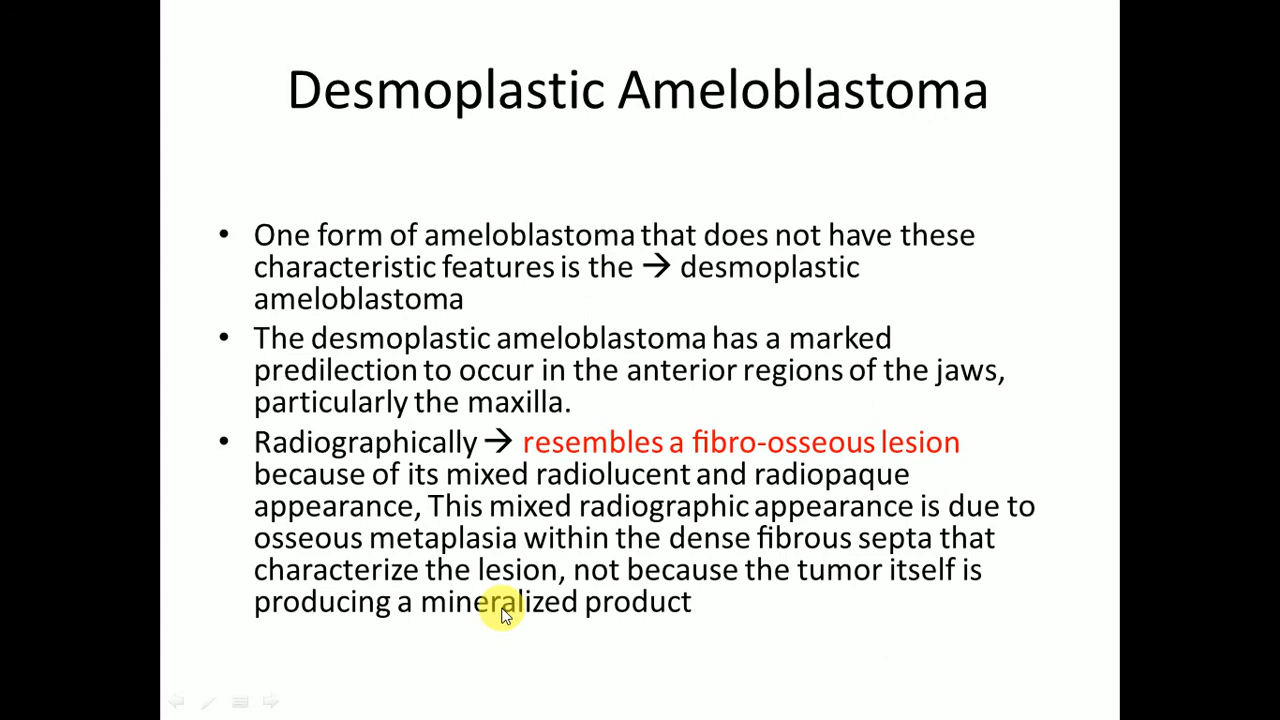 Desmoplastic Ameloblastoma
• One form of ameloblastoma that does not have these
characteristic features is the → desmoplastic
ameloblastoma
• The desmoplastic ameloblastoma has a marked
predilection to occur in the anterior regions of the jaws,
particularly the maxilla.
• Radiographically → resembles a fibro-osseous lesion
because of its mixed radiolucent and radiopaque
appearance, This mixed radiographic appearance is due to
osseous metaplasia within the dense fibrous septa that
characterize the lesion, not because the tumor itself is
producing a mineralized product